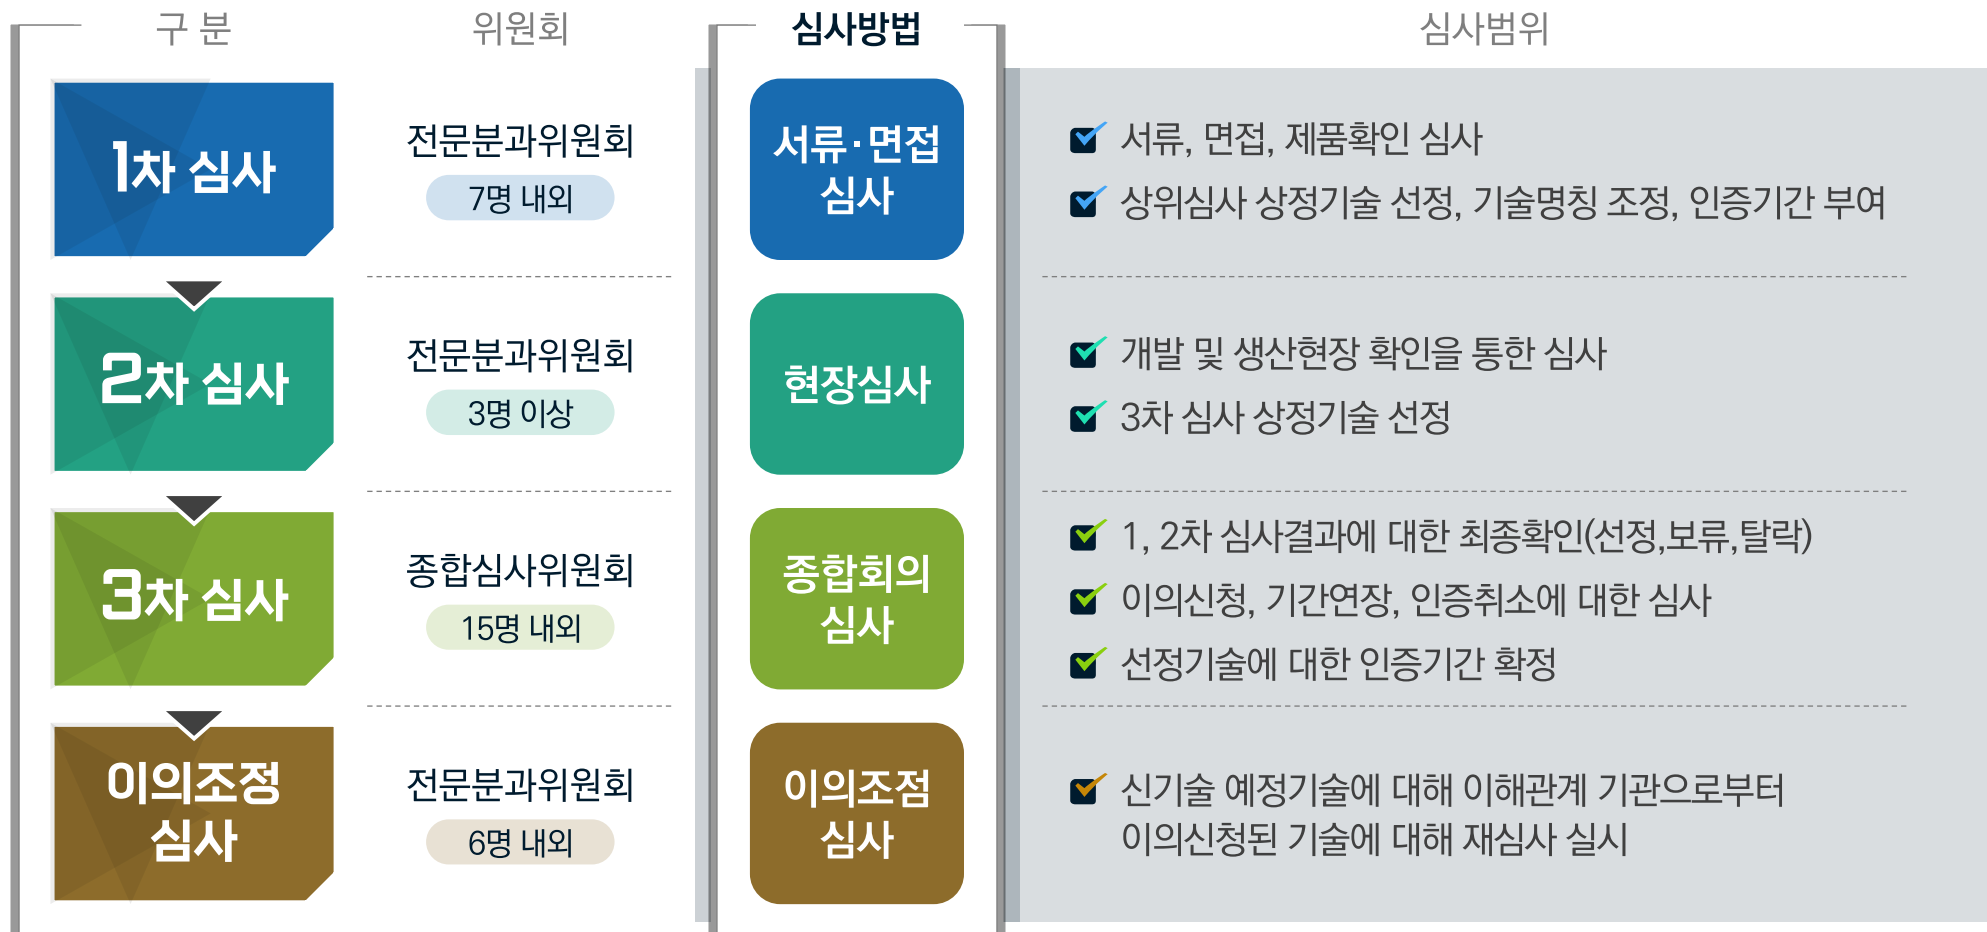 구 분
위원회
심사방법
심사범위
1차 심사
전문분과위원회
7명 내외
서류·면접
심사
서류, 면접, 제품확인 심사
상위심사 상정기술 선정, 기술명칭 조정, 인증기간 부여
2차 심사
전문분과위원회
3명 이상
현장심사
개발 및 생산현장 확인을 통한 심사
3차 심사 상정기술 선정
3차 심사
종합심사위원회
15명 내외
종합회의
심사
1, 2차 심사결과에 대한 최종확인(선정,보류,탈락)
이의신청, 기간연장, 인증취소에 대한 심사
선정기술에 대한 인증기간 확정
이의조정
심사
전문분과위원회
6명 내외
이의조점
심사
신기술 예정기술에 대해 이해관계 기관으로부터
이의신청된 기술에 대해 재심사 실시